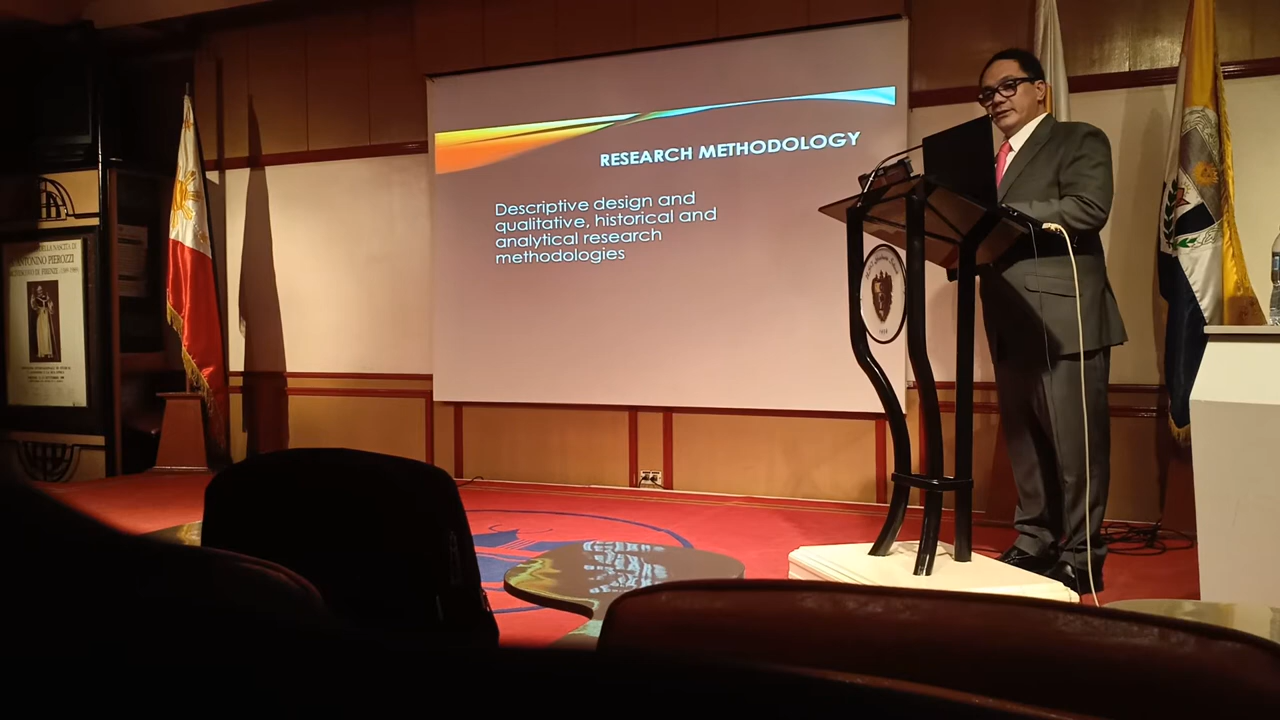 RESEARCH METHODOLOGY
Descriptive design and
qualitative, historical and
analytical research
methodologies
ANTONINO PIEROZZI